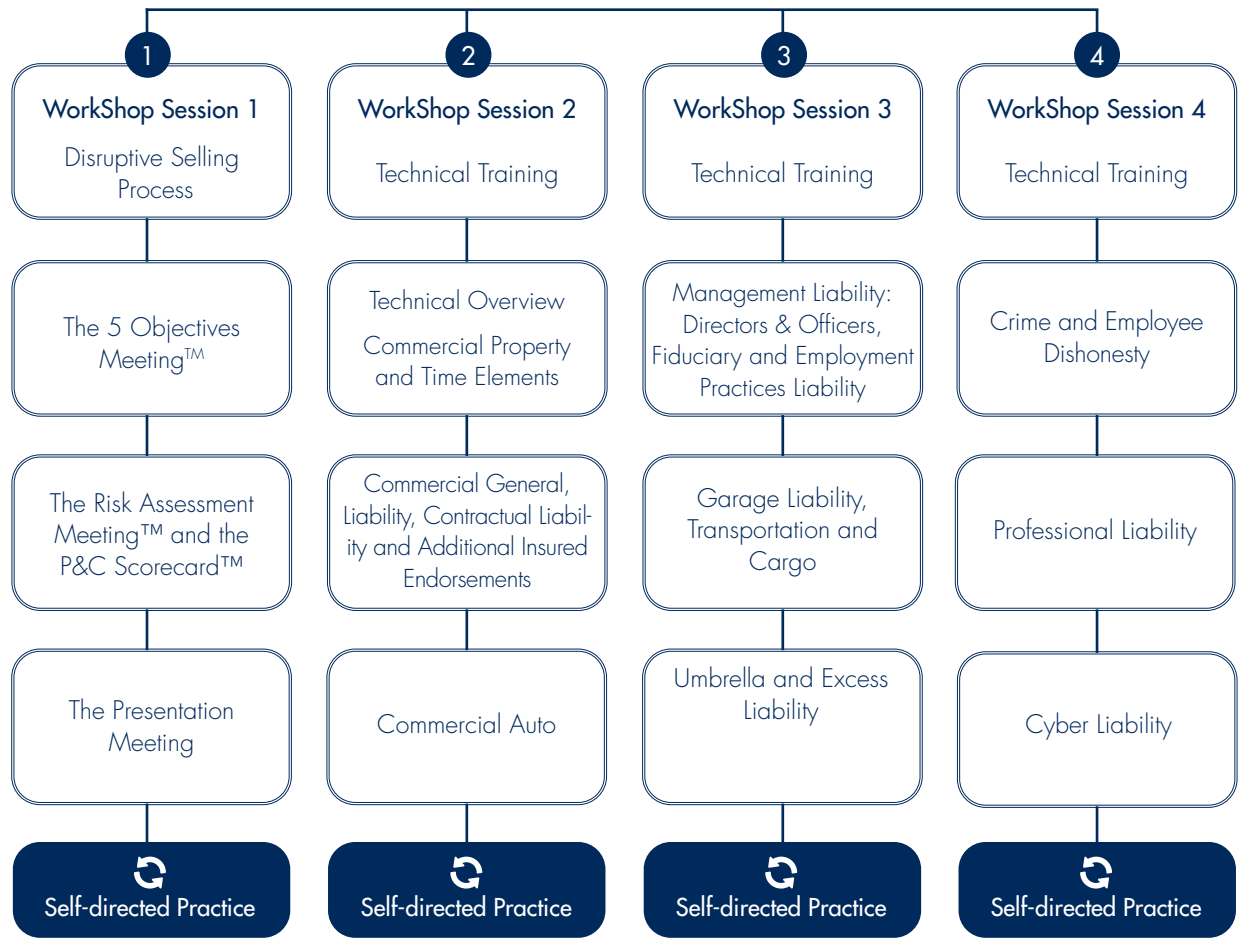 1
WorkShop Session 1
Disruptive Selling
Process
The 5 Objectives
Meeting™
The Risk Assessment
Meeting™ and the
P&C Scorecard™
The Presentation
Meeting
Self-directed Practice
2
WorkShop Session 2
Technical Training
Technical Overview
Commercial Property
and Time Elements
Commercial General,
Liability, Contractual Liabil-
ity and Additional Insured
Endorsements
Commercial Auto
Self-directed Practice
3
WorkShop Session 3
Technical Training
Management Liability:
Directors & Officers,
Fiduciary and Employment
Practices Liability
Garage Liability,
Transportation and
Cargo
Umbrella and Excess
Liability
Self-directed Practice
4
WorkShop Session 4
Technical Training
Crime and Employee
Dishonesty
Professional Liability
Cyber Liability
Self-directed Practice